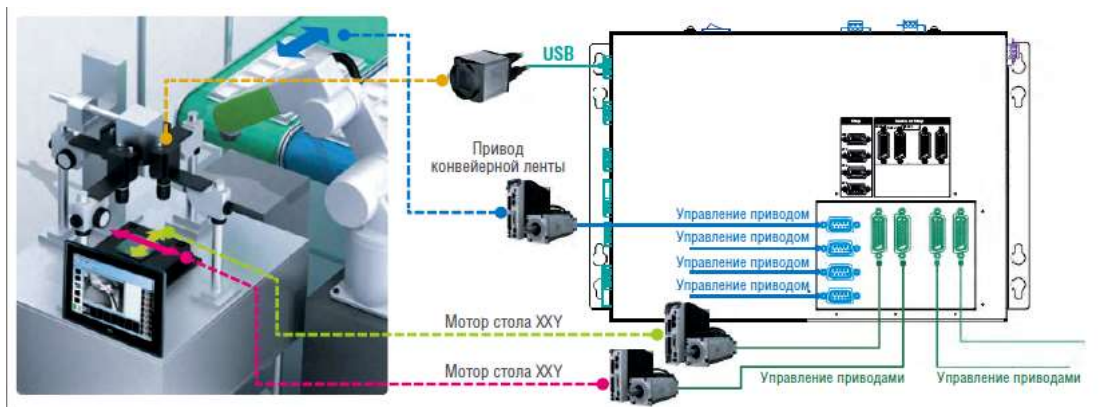 USB
Привод
конвейерной ленты
Управление приводом
Управление приводом
Управление приводом
Управление приводом
Мотор стола XXY
Мотор стола XXY
Управление приводами
Управление приводами